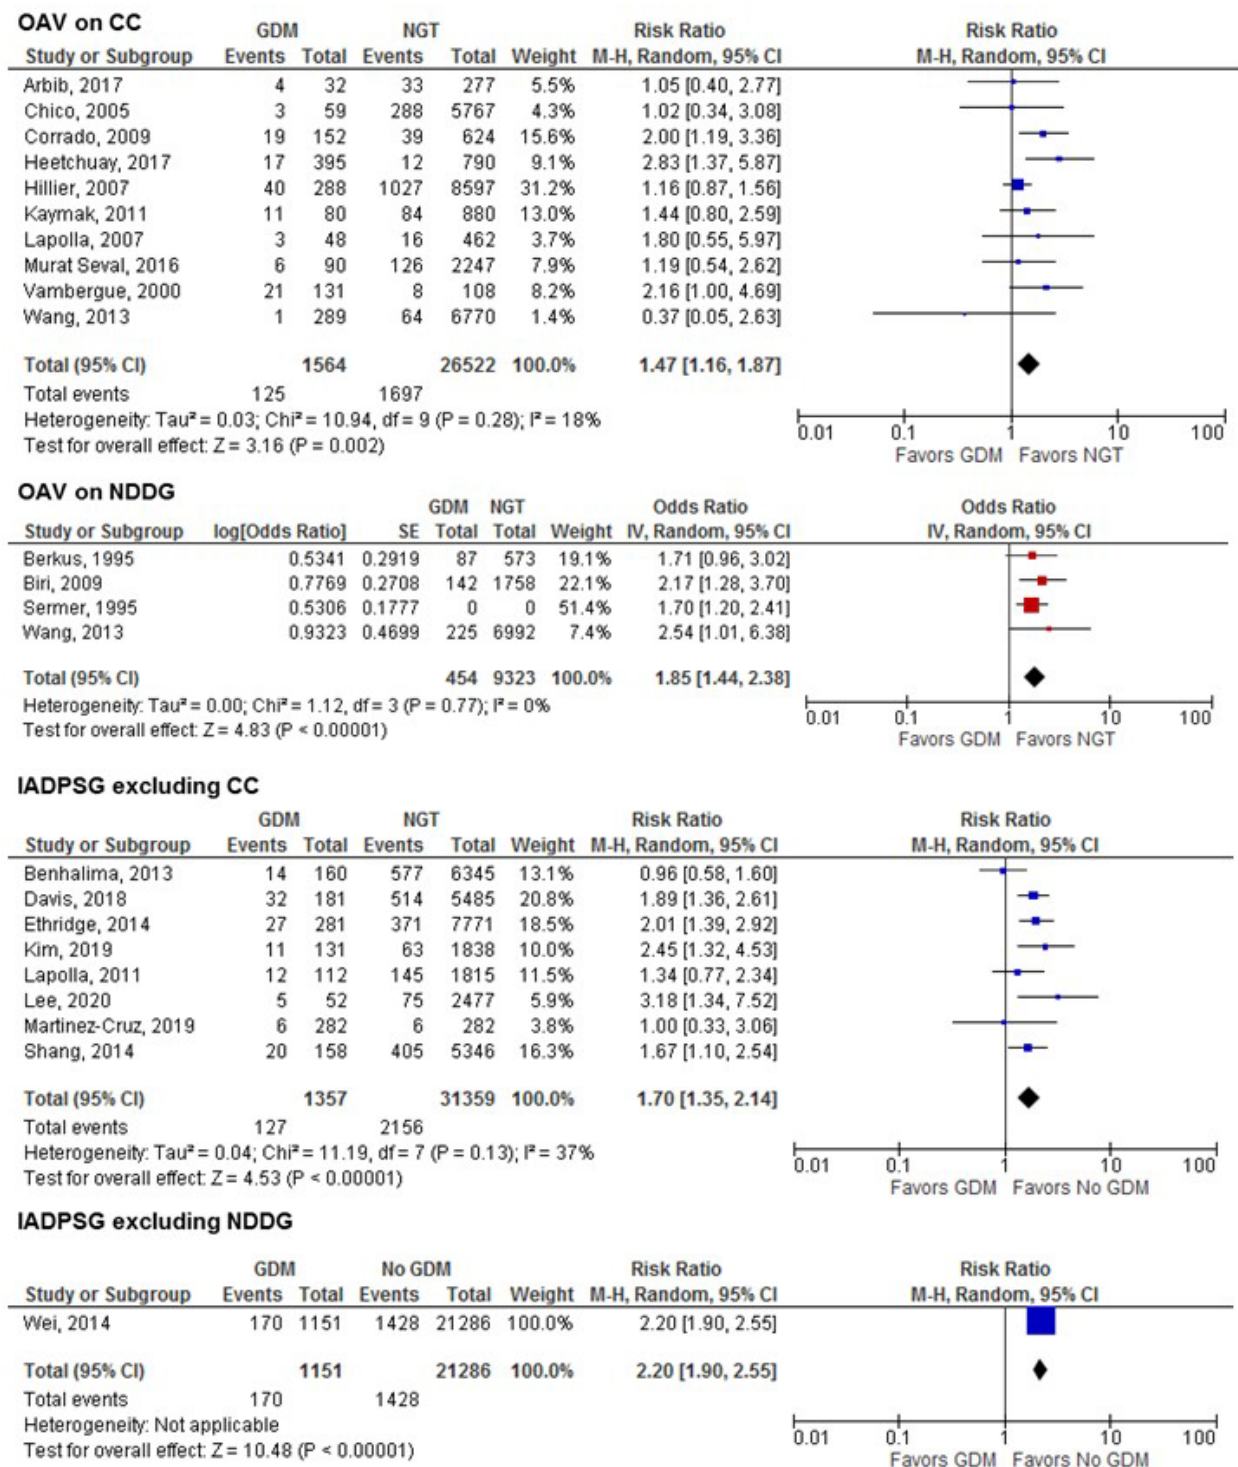 OAV on CC
GDM NGT Risk Ratio Risk Ratio
Study or Subgroup Events Total Events Total Weight M-H, Random, 95% CI M-H, Random, 95% CI
Arbib, 2017 4 32 33 277 5.5% 1.05 [0.40, 2.77]
Chico, 2005 3 59 288 5767 4.3% 1.02 [0.34, 3.08]
Corrado, 2009 19 152 39 624 15.6% 2.00 [1.19, 3.36]
Heetchuay, 2017 17 395 12 790 9.1% 2.83 [1.37, 5.87]
Hillier, 2007 40 288 1027 8597 31.2% 1.16 [0.87, 1.56]
Kaymak, 2011 11 80 84 880 13.0% 1.44 [0.80, 2.59]
Lapolla, 2007 3 48 16 462 3.7% 1.80 [0.55, 5.97]
Murat Seval, 2016 6 90 126 2247 7.9% 1.19 [0.54, 2.62]
Vambergue, 2000 21 131 8 108 8.2% 2.16 [1.00, 4.69]
Wang, 2013 1 289 64 6770 1.4% 0.37 [0.05, 2.63]
Total (95% CI) 1564 26522 100.0% 1.47 [1.16, 1.87]
Total events 125 1697
Heterogeneity: Tau² = 0.03; Chi² = 10.94, df = 9 (P = 0.28); I² = 18%
Test for overall effect: Z = 3.16 (P = 0.002)
0.01 0.1 1 10 100
Favors GDM Favors NGT
OAV on NDDG
GDM NGT Odds Ratio Odds Ratio
Study or Subgroup log[Odds Ratio] SE Total Total Weight IV, Random, 95% CI IV, Random, 95% CI
Berkus, 1995 0.5341 0.2919 87 573 19.1% 1.71 [0.96, 3.02]
Biri, 2009 0.7769 0.2708 142 1758 22.1% 2.17 [1.28, 3.70]
Sermer, 1995 0.5306 0.1777 0 0 51.4% 1.70 [1.20, 2.41]
Wang, 2013 0.9323 0.4699 225 6992 7.4% 2.54 [1.01, 6.38]
Total (95% CI) 454 9323 100.0% 1.85 [1.44, 2.38]
Heterogeneity: Tau² = 0.00; Chi² = 1.12, df = 3 (P = 0.77); I² = 0%
Test for overall effect: Z = 4.83 (P < 0.00001)
0.01 0.1 1 10 100
Favors GDM Favors NGT
IADPSG excluding CC
GDM NGT Risk Ratio Risk Ratio
Study or Subgroup Events Total Events Total Weight M-H, Random, 95% CI M-H, Random, 95% CI
Benhalima, 2013 14 160 577 6345 13.1% 0.96 [0.58, 1.60]
Davis, 2018 32 181 514 5485 20.8% 1.89 [1.36, 2.61]
Ethridge, 2014 27 281 371 7771 18.5% 2.01 [1.39, 2.92]
Kim, 2019 11 131 63 1838 10.0% 2.45 [1.32, 4.53]
Lapolla, 2011 12 112 145 1815 11.5% 1.34 [0.77, 2.34]
Lee, 2020 5 52 75 2477 5.9% 3.18 [1.34, 7.52]
Martinez-Cruz, 2019 6 282 6 282 3.8% 1.00 [0.33, 3.06]
Shang, 2014 20 158 405 5346 16.3% 1.67 [1.10, 2.54]
Total (95% CI) 1357 31359 100.0% 1.70 [1.35, 2.14]
Total events 127 2156
Heterogeneity: Tau² = 0.04; Chi² = 11.19, df = 7 (P = 0.13); I² = 37%
Test for overall effect: Z = 4.53 (P < 0.00001)
0.01 0.1 1 10 100
Favors GDM Favors No GDM
IADPSG excluding NDDG
GDM No GDM Risk Ratio Risk Ratio
Study or Subgroup Events Total Events Total Weight M-H, Random, 95% CI M-H, Random, 95% CI
Wei, 2014 170 1151 1428 21286 100.0% 2.20 [1.90, 2.55]
Total (95% CI) 1151 21286 100.0% 2.20 [1.90, 2.55]
Total events 170 1428
Heterogeneity: Not applicable
Test for overall effect: Z = 10.48 (P < 0.00001)
0.01 0.1 1 10 100
Favors GDM Favors No GDM